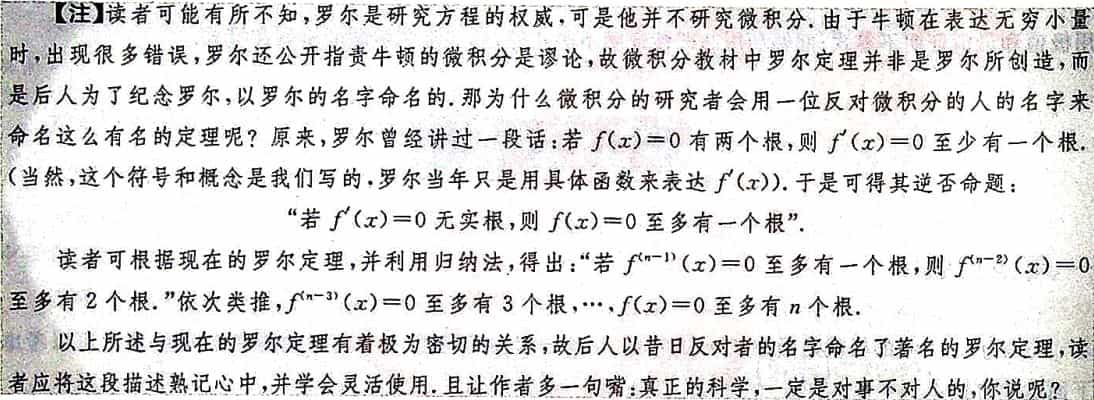 【注】读者可能有所不知,罗尔是研究方程的权威,可是他并不研究微积分.由于牛顿在表达无穷小量
时,出现很多错误,罗尔还公开指责牛顿的微积分是谬论,故微积分教材中罗尔定理并非是罗尔所创造,而
是后人为了纪念罗尔,以罗尔的名字命名的.那为什么微积分的研究者会用一位反对微积分的人的名字来
命名这么有名的定理呢?原来,罗尔曾经讲过一段话:若 f(x)=0 有两个根,则 f′(x)=0 至少有一个根.
(当然,这个符号和概念是我们写的,罗尔当年只是用具体函数来表达 f′(x)).于是可得其逆否命题:
“若 f′(x)=0 无实根,则 f(x)=0 至多有一个根”.
读者可根据现在的罗尔定理,并利用归纳法,得出:“若 f⁽ⁿ⁻¹⁾(x)=0 至多有一个根,则 f⁽ⁿ⁻²⁾(x)=0
至多有 2 个根.”依次类推,f⁽ⁿ⁻³⁾(x)=0 至多有 3 个根,…,f(x)=0 至多有 n 个根.
以上所述与现在的罗尔定理有着极为密切的关系,故后人以昔日反对者的名字命名了著名的罗尔定理,读
者应将这段描述熟记心中,并学会灵活使用.且让作者多一句嘴:真正的科学,一定是对事不对人的,你说呢?